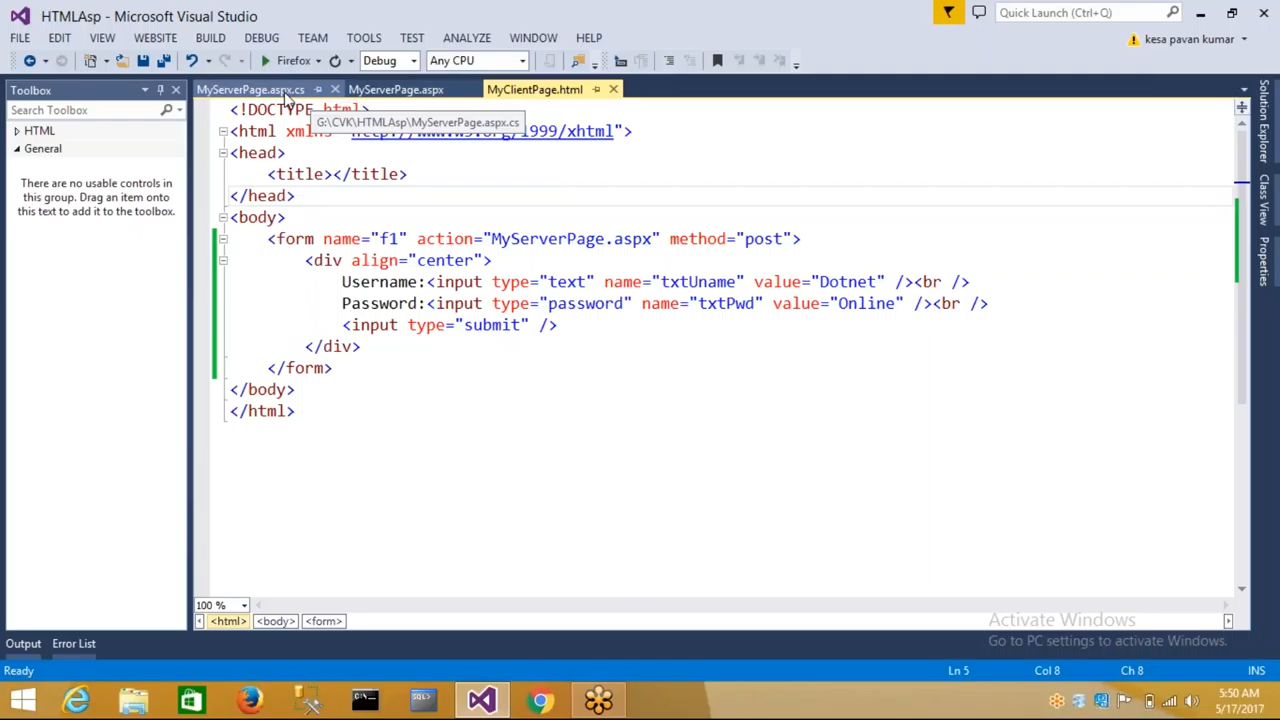 HTMLAsp - Microsoft Visual Studio
Quick Launch (Ctrl+Q)
FILE EDIT VIEW WEBSITE BUILD DEBUG TEAM TOOLS TEST ANALYZE WINDOW HELP
kesa pavan kumar
Firefox
Debug
Any CPU
Toolbox
Search Toolbox
HTML
General
There are no usable controls in
this group. Drag an item onto
this text to add it to the toolbox.
MyServerPage.aspx.cs
MyServerPage.aspx
MyClientPage.html
G:\CVK\HTMLAsp\MyServerPage.aspx.cs
<!DOCTYPE html>
<html xmlns="http://www.w3.org/1999/xhtml">
<head>
<title></title>
</head>
<body>
<form name="f1" action="MyServerPage.aspx" method="post">
<div align="center">
Username:<input type="text" name="txtUname" value="Dotnet" /><br />
Password:<input type="password" name="txtPwd" value="Online" /><br />
<input type="submit" />
</div>
</form>
</body>
</html>
100 %
<html> <body> <form>
Solution Explorer
Class View
Properties
Activate Windows
Go to PC settings to activate Windows.
Output
Error List
Ready
Ln 5
Col 8
Ch 8
INS
SQL>
5:50 AM
5/17/2017